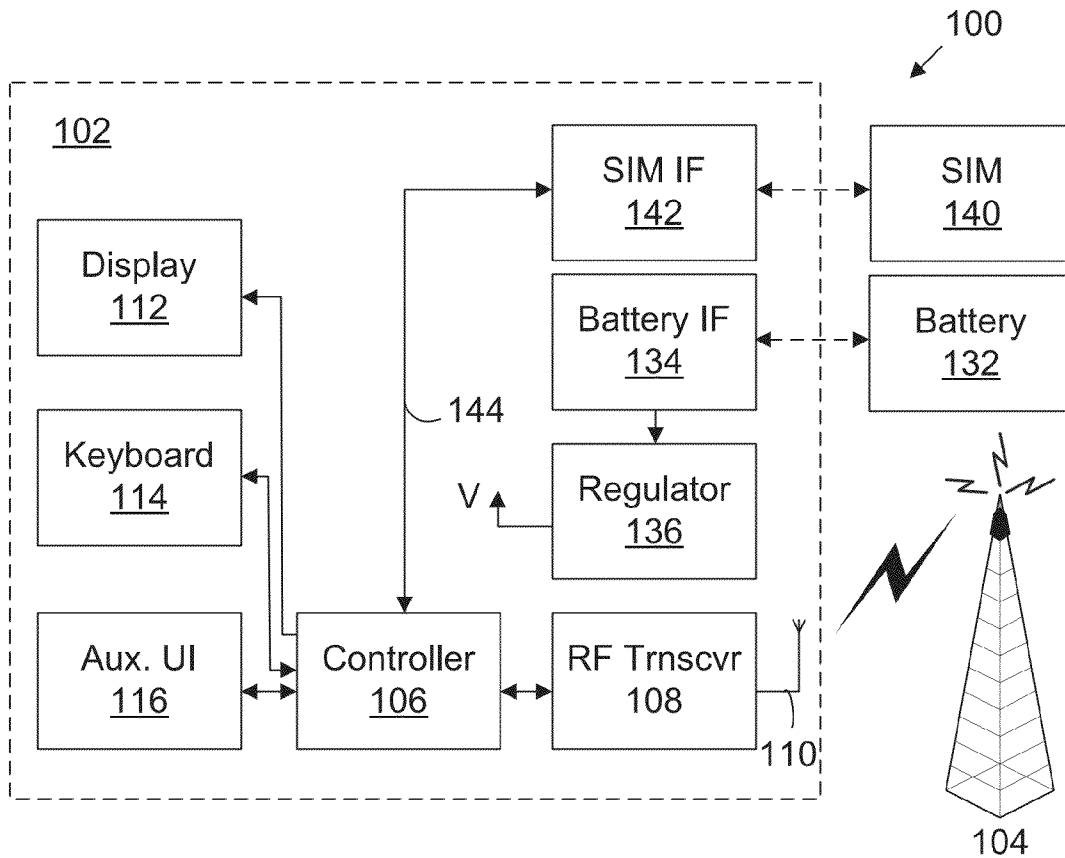 100
102
SIM IF
142
SIM
140
Display
112
Battery IF
134
Battery
132
144
Keyboard
114
V
Regulator
136
Aux. UI
116
Controller
106
RF Trnscvr
108
110
104